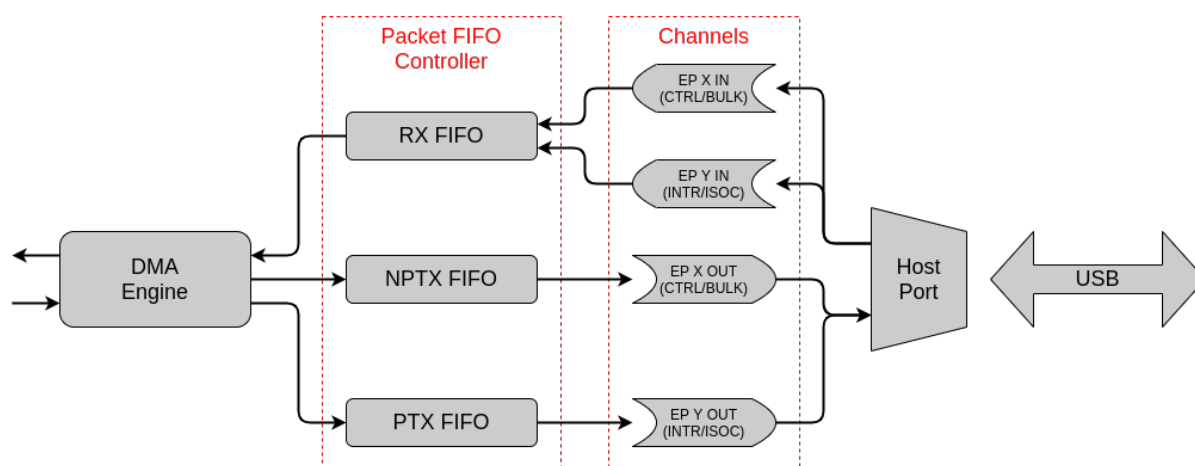 Packet FIFO
Controller
Channels
EP X IN
(CTRL/BULK)
RX FIFO
EP Y IN
(INTR/ISOC)
DMA
Engine
NPTX FIFO
EP X OUT
(CTRL/BULK)
Host
Port
USB
PTX FIFO
EP Y OUT
(INTR/ISOC)